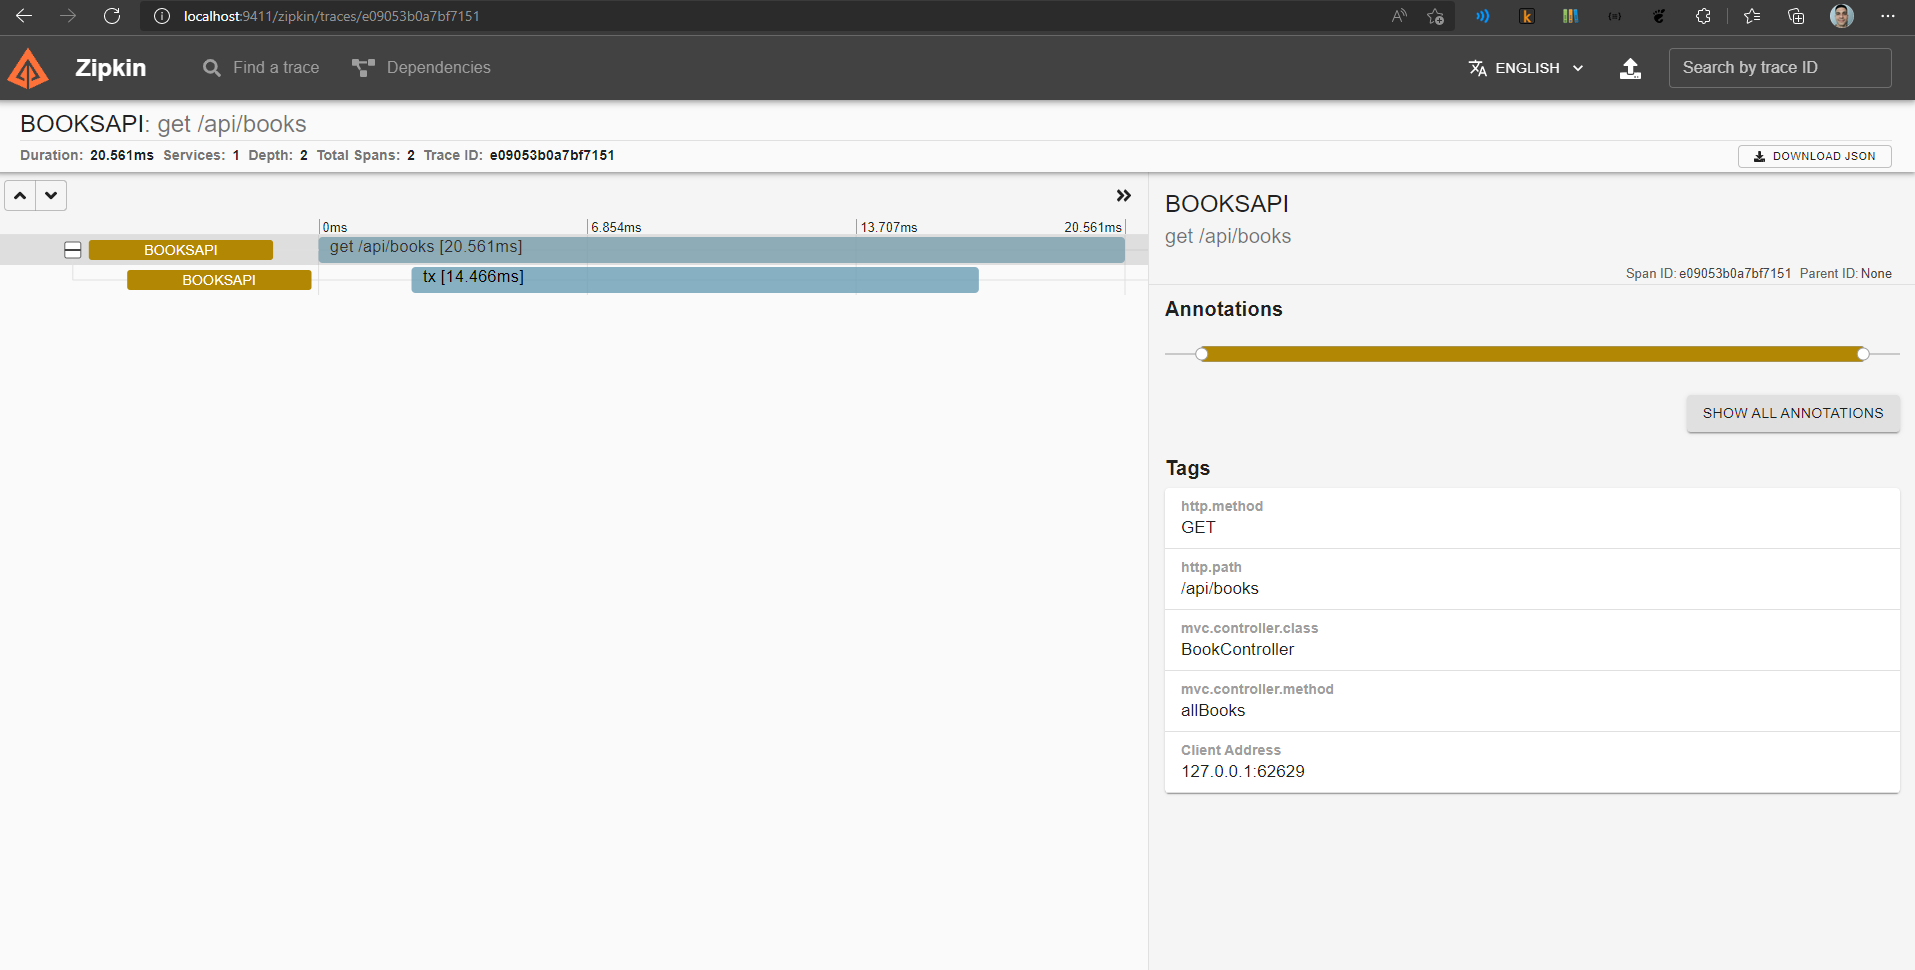 localhost:9411/zipkin/traces/e09053b0a7bf7151
Zipkin
Find a trace
Dependencies
ENGLISH
Search by trace ID
BOOKSAPI: get /api/books
Duration: 20.561ms Services: 1 Depth: 2 Total Spans: 2 Trace ID: e09053b0a7bf7151
DOWNLOAD JSON
0ms 6.854ms 13.707ms 20.561ms
BOOKSAPI get /api/books [20.561ms]
BOOKSAPI tx [14.466ms]
BOOKSAPI
get /api/books
Span ID: e09053b0a7bf7151 Parent ID: None
Annotations
SHOW ALL ANNOTATIONS
Tags
http.method
GET
http.path
/api/books
mvc.controller.class
BookController
mvc.controller.method
allBooks
Client Address
127.0.0.1:62629